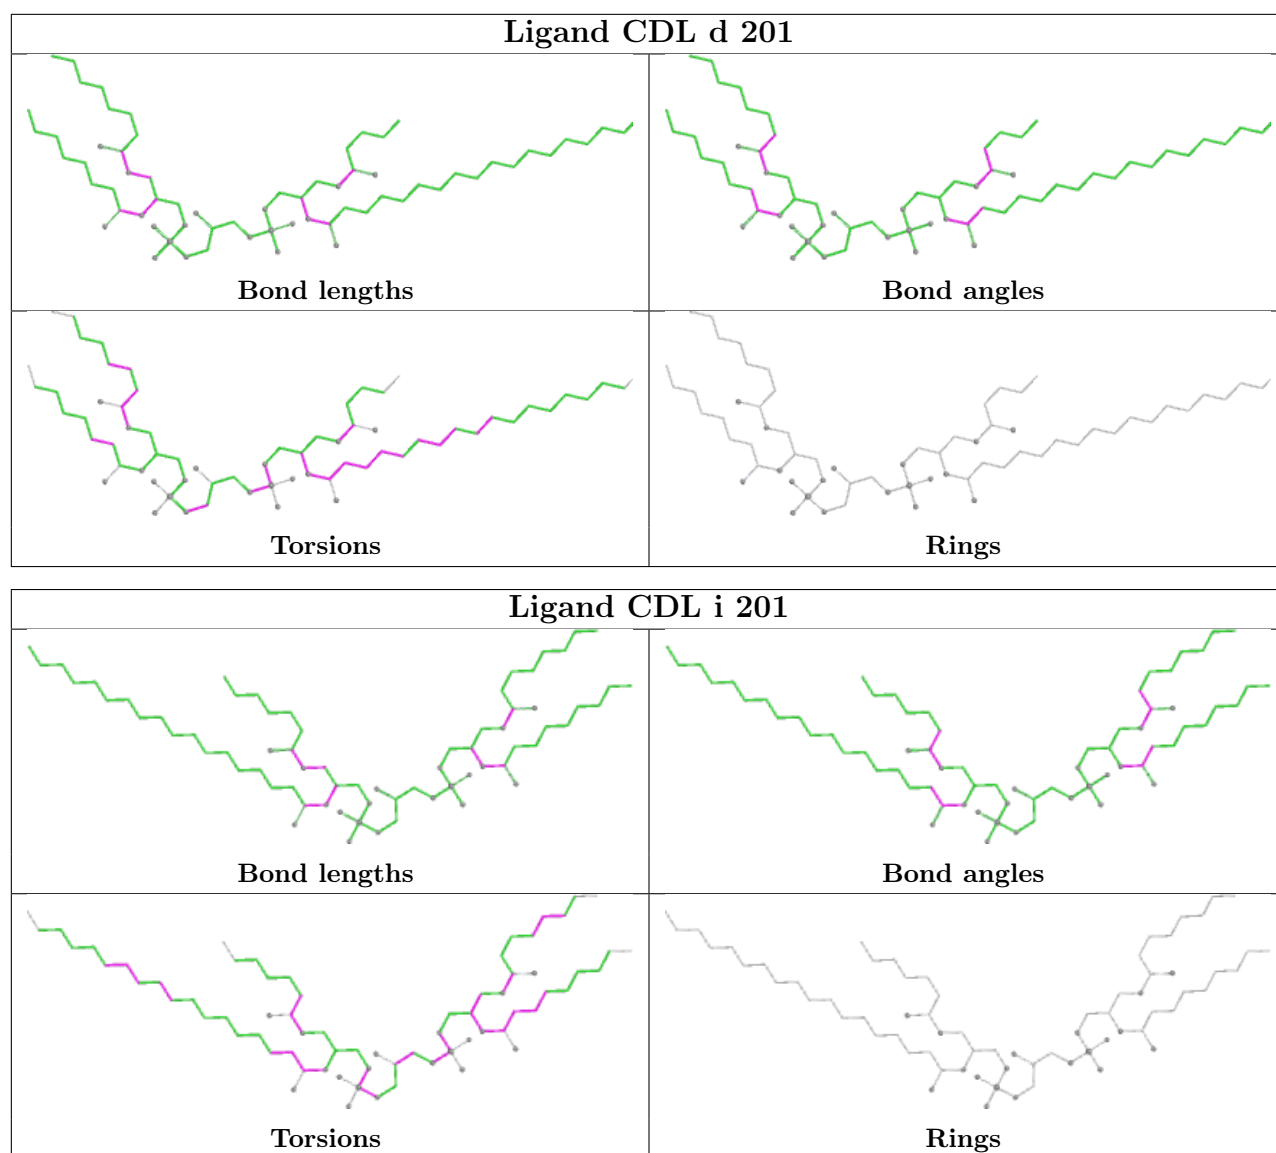 Ligand CDL d 201
Bond lengths
Bond angles
Torsions
Rings
Ligand CDL i 201
Bond lengths
Bond angles
Torsions
Rings